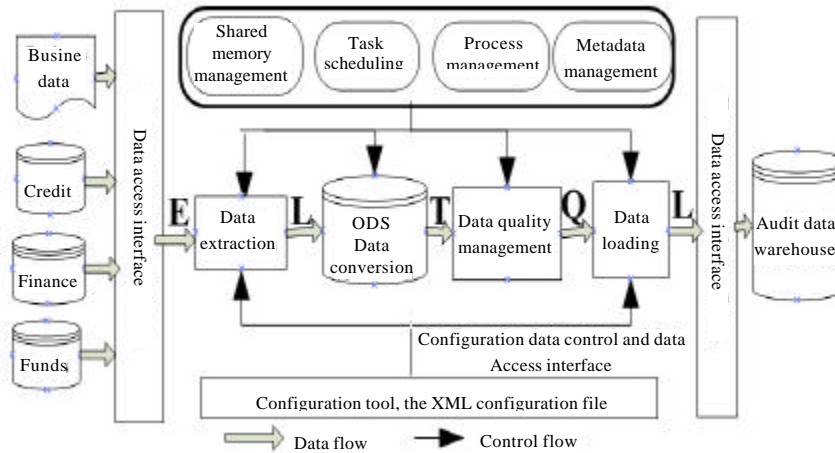 Shared
memory
management
Task
scheduling
Process
management
Metadata
management
Busine
data
Credit
Finance
Funds
Data access interface
E
Data
extraction
L
ODS
Data
conversion
T
Data quality
management
Q
Data
loading
L
Data access interface
Audit data
warehouse
Configuration data control and data
Access interface
Configuration tool, the XML configuration file
Data flow
Control flow